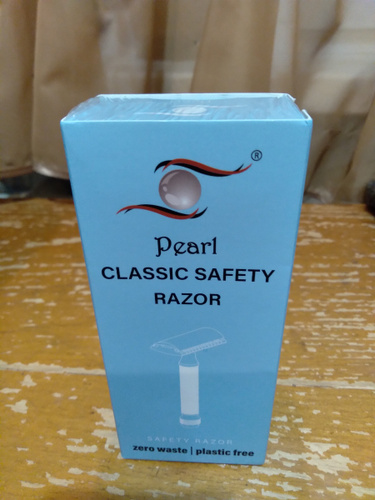 ®
Pearl
CLASSIC SAFETY
RAZOR
SAFETY RAZOR
zero waste | plastic free